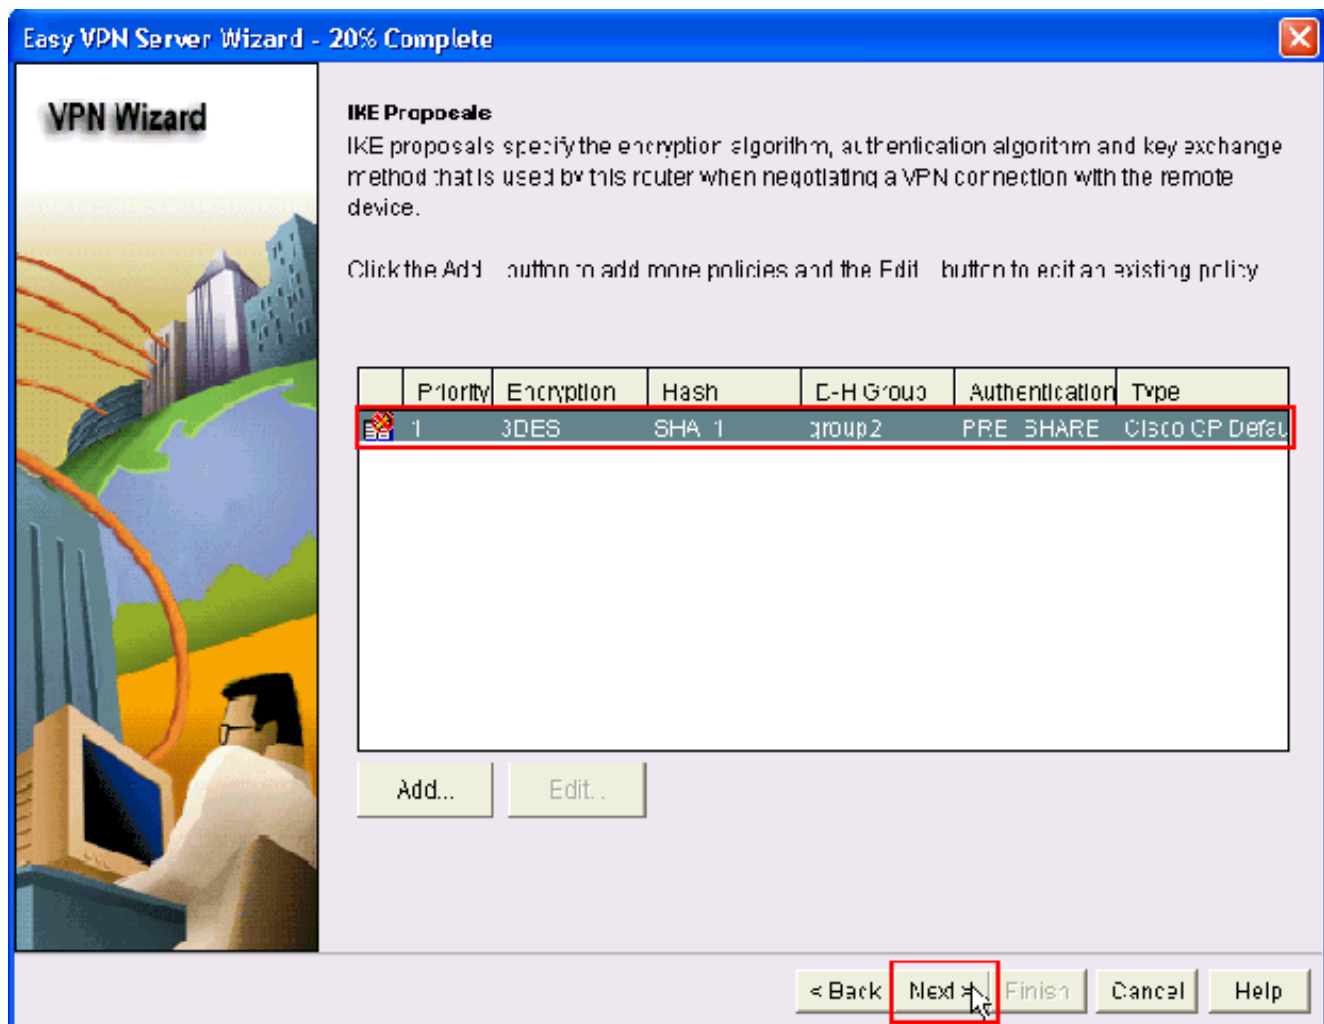 Easy VPN Server Wizard - 20% Complete
VPN Wizard
IKE Proposals
IKE proposals specify the encryption algorithm, authentication algorithm and key exchange
method that is used by this router when negotiating a VPN connection with the remote
device.
Click the Add... button to add more policies and the Edit... button to edit an existing policy.
Priority Encryption Hash D-H Group Authentication Type
1 3DES SHA_1 group2 PRE_SHARE Cisco CP Defau
Add... Edit...
< Back Next > Finish Cancel Help